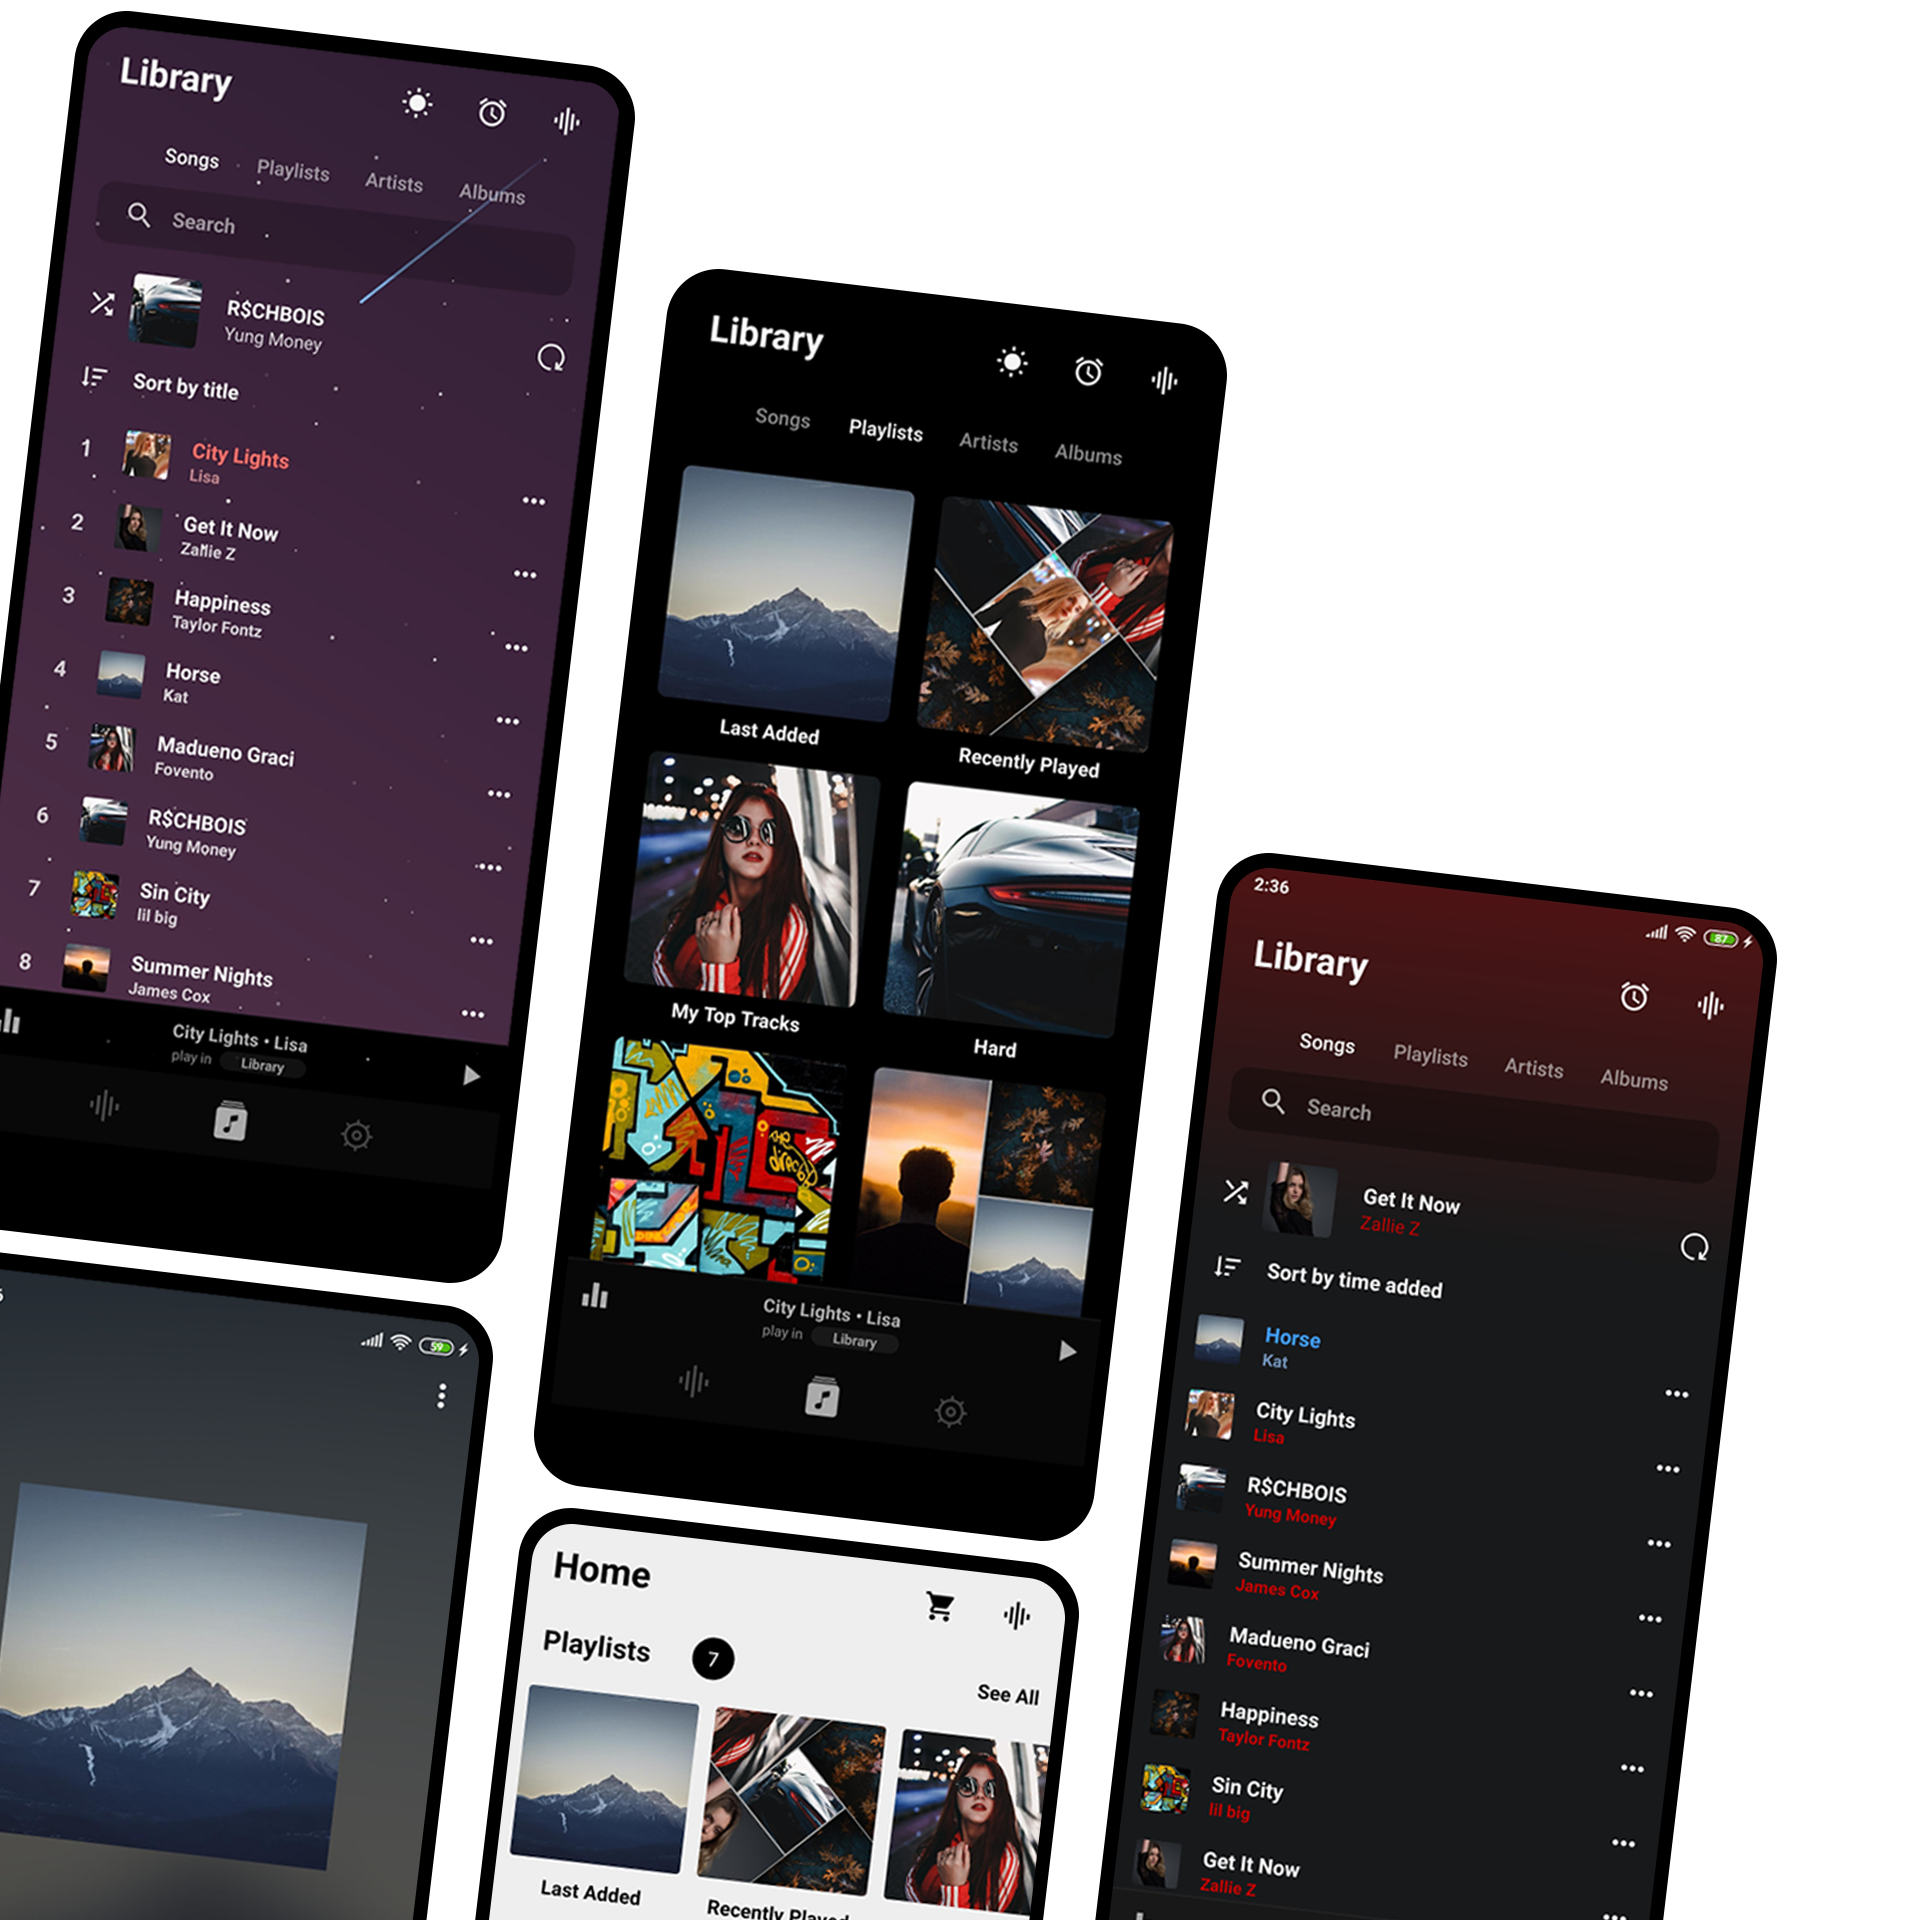 Library
Songs Playlists Artists Albums
Search
R$CHBOIS
Yung Money
Sort by title
1 City Lights
Lisa
2 Get It Now
Zallie Z
3 Happiness
Taylor Fontz
4 Horse
Kat
5 Madueno Graci
Fovento
6 R$CHBOIS
Yung Money
7 Sin City
lil big
8 Summer Nights
James Cox
City Lights • Lisa
play in Library
Library
Songs Playlists Artists Albums
Last Added
Recently Played
My Top Tracks
Hard
the
direct
City Lights • Lisa
play in Library
2:36
87
Library
Songs Playlists Artists Albums
Search
Get It Now
Zallie Z
Sort by time added
Horse
Kat
City Lights
Lisa
R$CHBOIS
Yung Money
Summer Nights
James Cox
Madueno Graci
Fovento
Happiness
Taylor Fontz
Sin City
lil big
Get It Now
Zallie Z
59
Home
Playlists 7
See All
Last Added
Recently Played